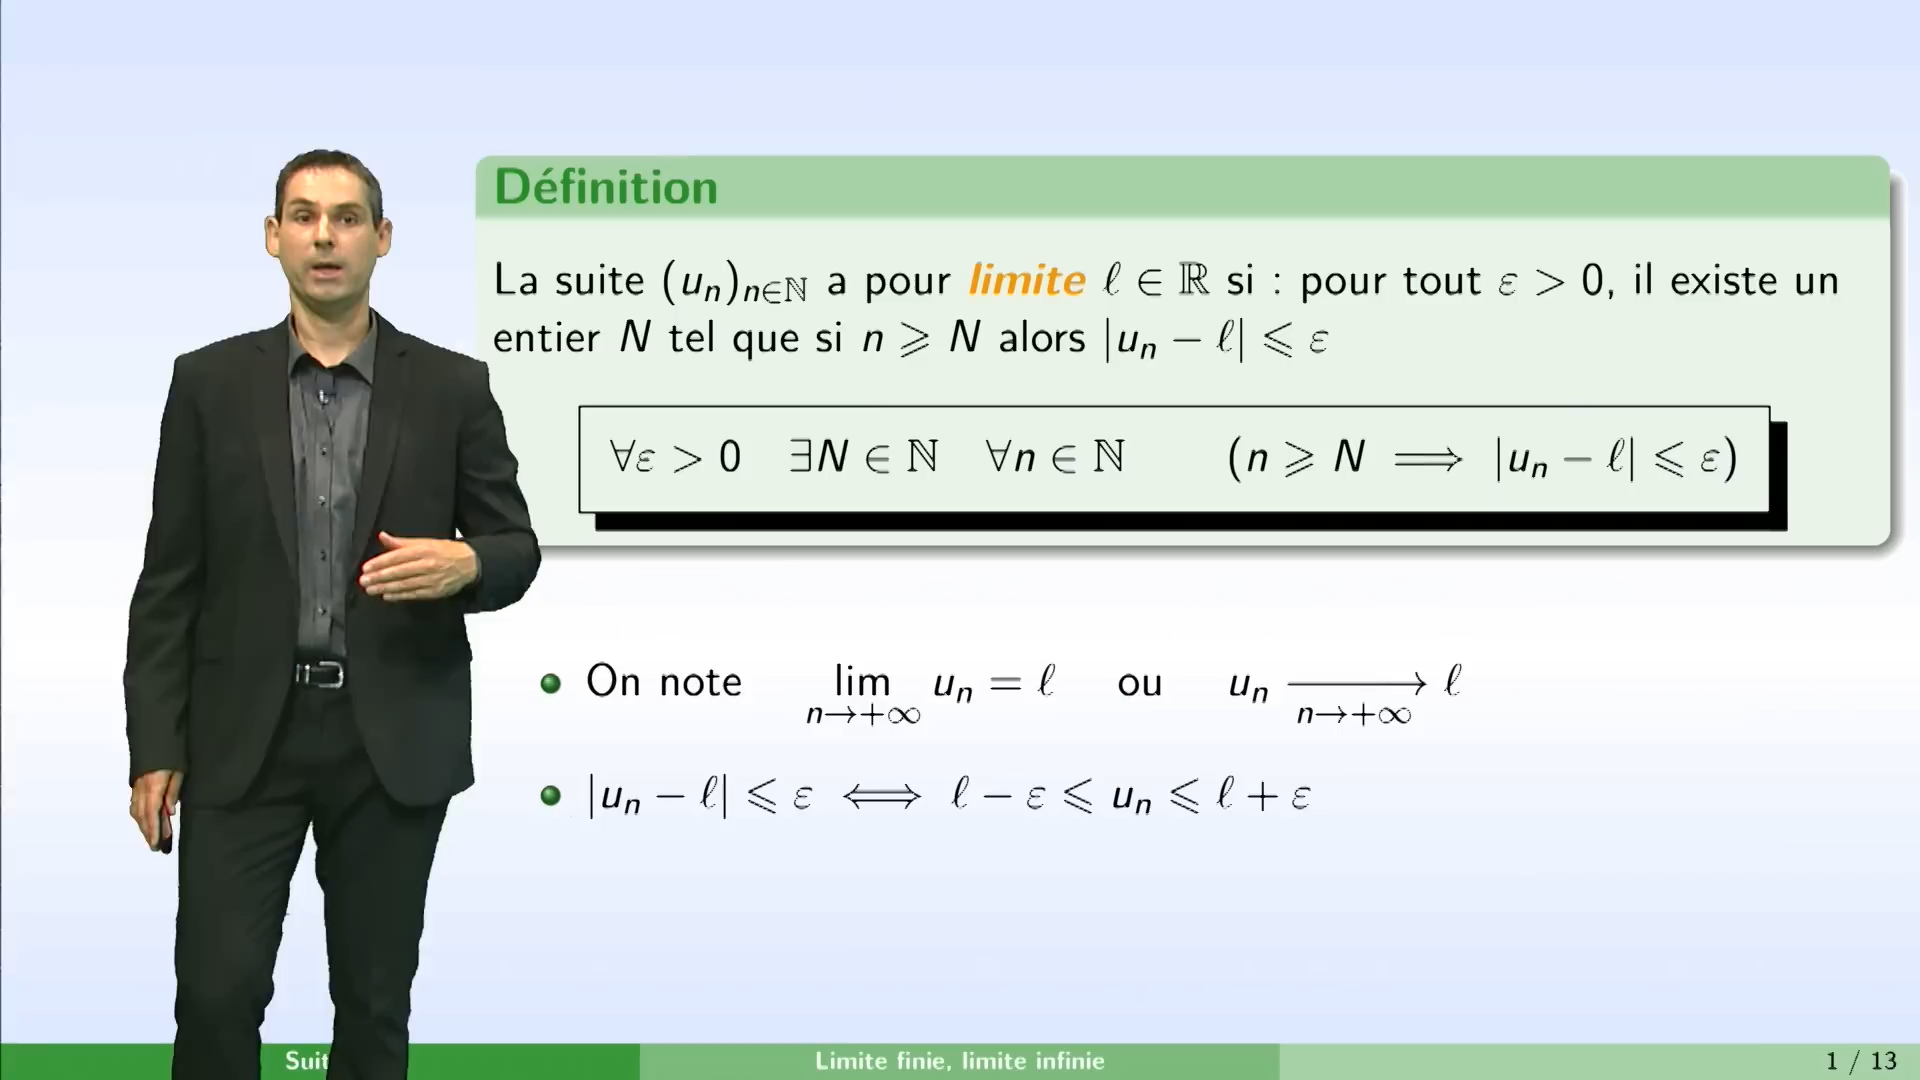 Définition
La suite (uₙ)ₙ∈ℕ a pour limite ℓ ∈ ℝ si : pour tout ε > 0, il existe un
entier N tel que si n ⩾ N alors |uₙ − ℓ| ⩽ ε
∀ε > 0 ∃N ∈ ℕ ∀n ∈ ℕ (n ⩾ N ⟹ |uₙ − ℓ| ⩽ ε)
• On note lim n→+∞ uₙ = ℓ ou uₙ ⟶ n→+∞ ℓ
• |uₙ − ℓ| ⩽ ε ⟺ ℓ − ε ⩽ uₙ ⩽ ℓ + ε
Limite finie, limite infinie 1 / 13